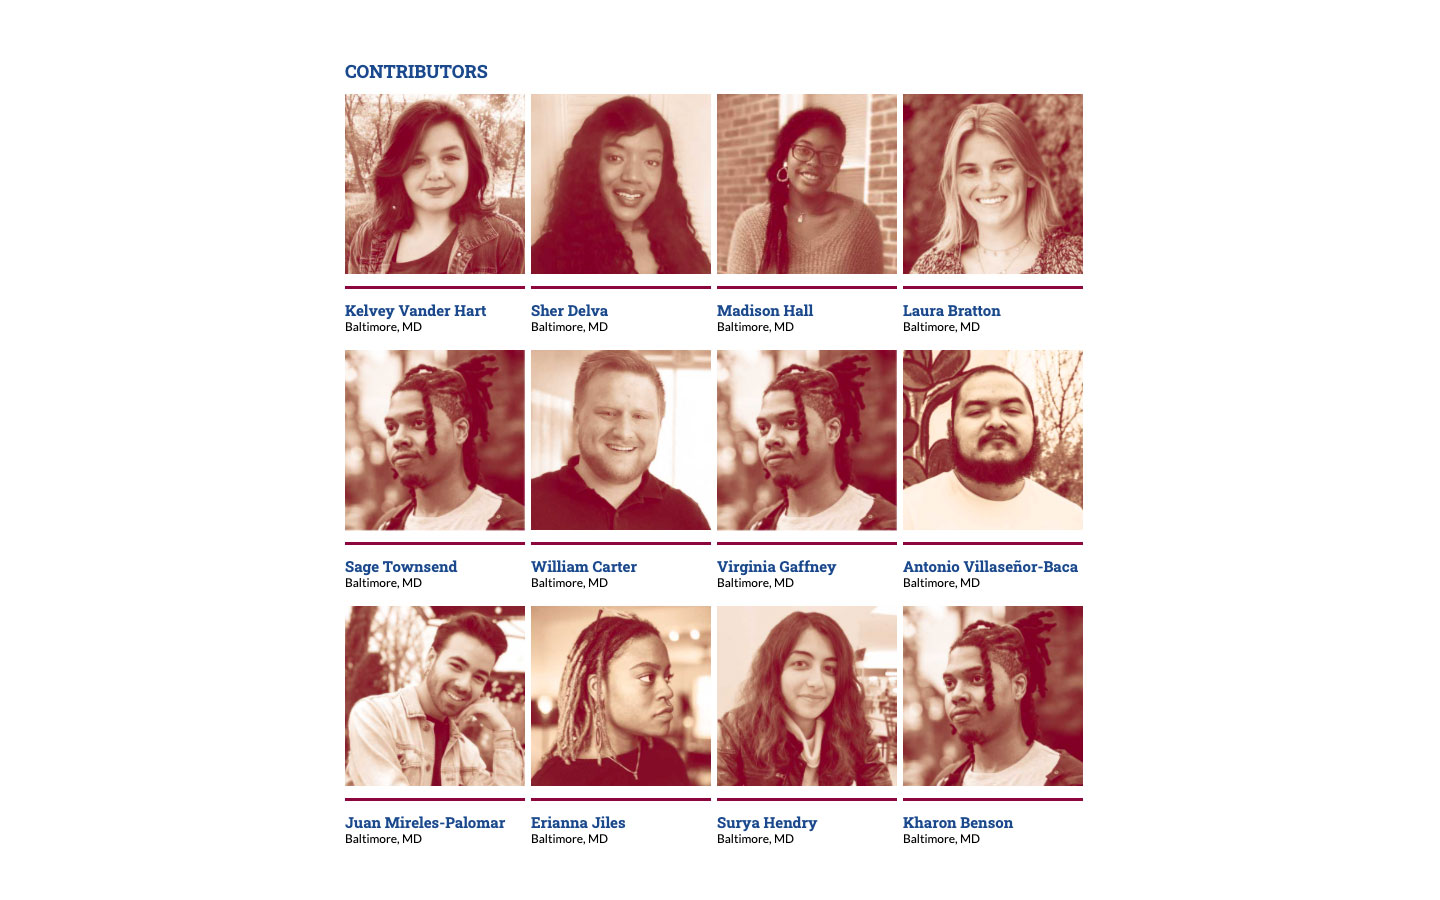 CONTRIBUTORS
Kelvey Vander Hart
Baltimore, MD
Sher Delva
Baltimore, MD
Madison Hall
Baltimore, MD
Laura Bratton
Baltimore, MD
Sage Townsend
Baltimore, MD
William Carter
Baltimore, MD
Virginia Gaffney
Baltimore, MD
Antonio Villaseñor-Baca
Baltimore, MD
Juan Mireles-Palomar
Baltimore, MD
Erianna Jiles
Baltimore, MD
Surya Hendry
Baltimore, MD
Kharon Benson
Baltimore, MD